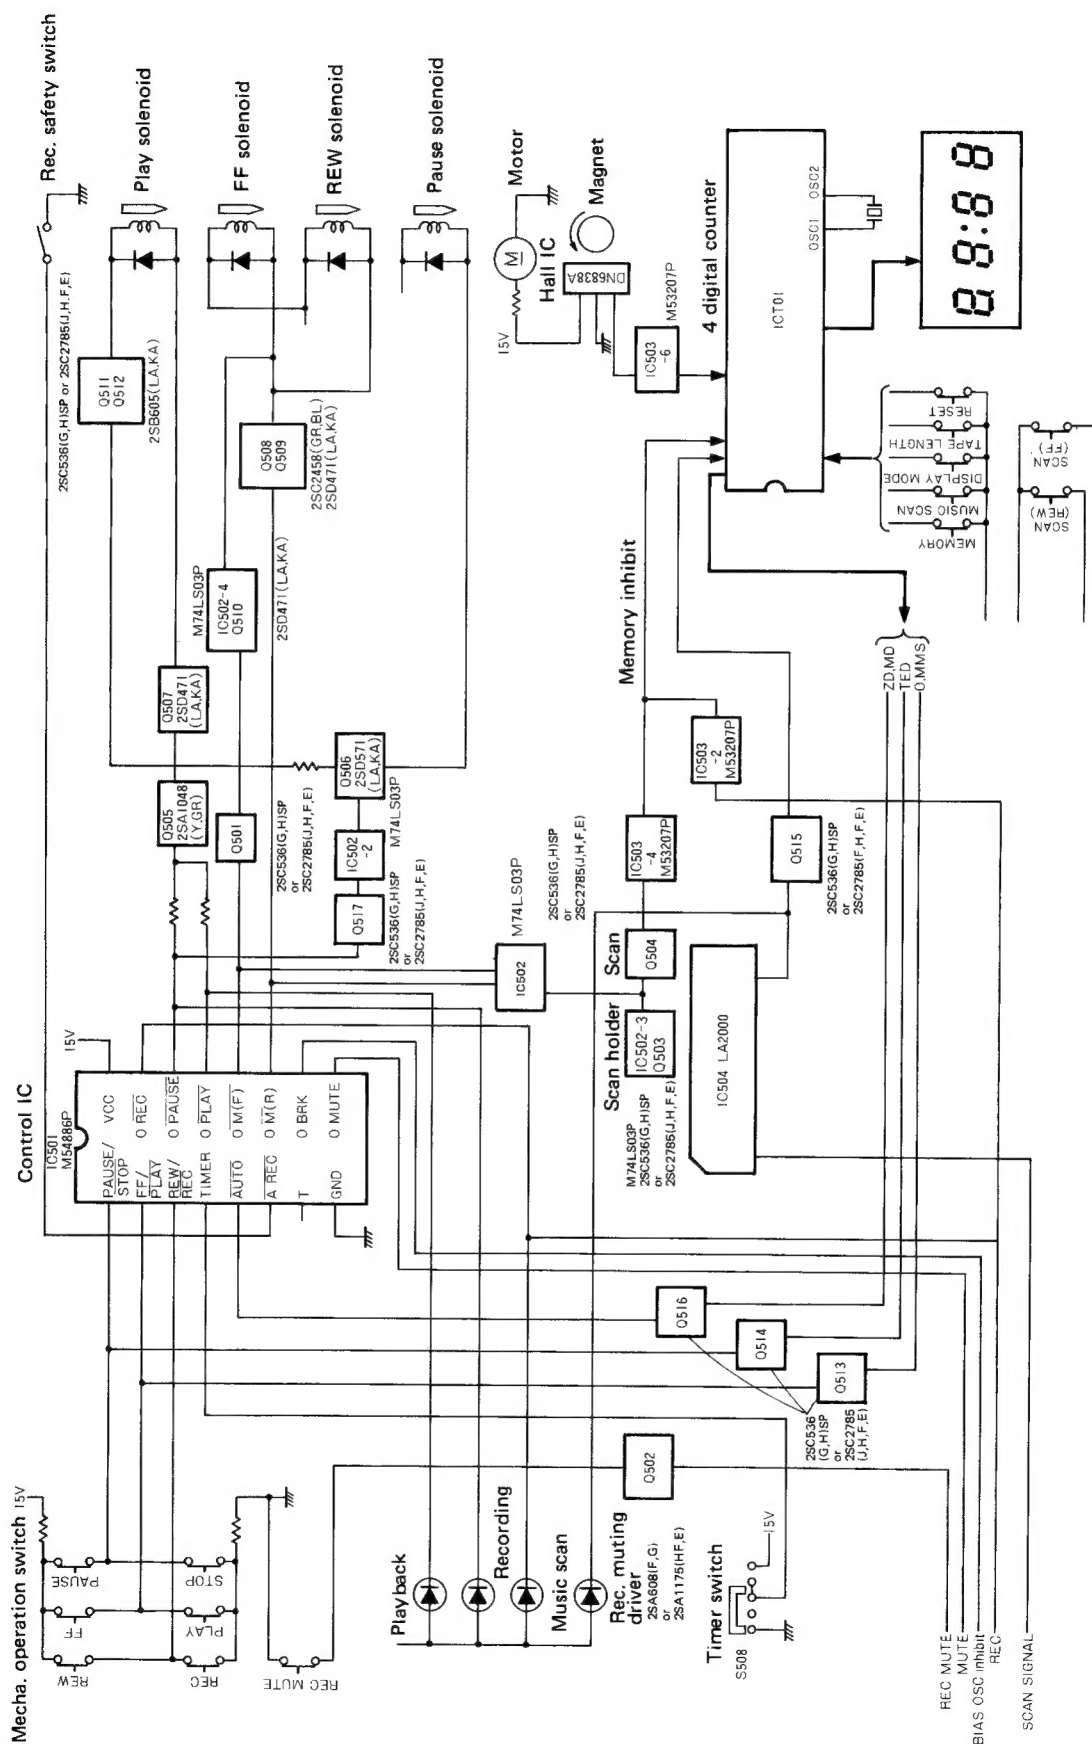 Mecha. operation switch
15V
REW
FF
PAUSE
REC
PLAY
STOP
REC MUTE
Control IC
IC501
M54886P
15V
PAUSE/
STOP
VCC
FF/
PLAY
O REC
REW/
REC
O PAUSE
TIMER
O PLAY
AUTO
O M(F)
A REC
O M(R)
T
O BRK
GND
O MUTE
Rec. safety switch
2SC536(G,H)SP or 2SC2785(J,H,F,E)
Q511
Q512
2SB605(LA,KA)
Play solenoid
FF solenoid
REW solenoid
Pause solenoid
Q505
2SA1048
(Y,GR)
Q507
2SD471
(LA,KA)
M74LS03P
IC502-4
Q510
2SD471(LA,KA)
Q508
Q509
2SC2458(GR,BL)
2SD471(LA,KA)
Q501
2SC536(G,H)SP
or
2SC2785(J,H,F,E)
Q506
2SD571
(LA,KA)
IC502
-2
M74LS03P
Q517
2SC536(G,H)SP
or
2SC2785(J,H,F,E)
Motor
M
15V
Hall IC
DN6838A
Magnet
IC503
-6
M53207P
4 digital counter
ICT01
OSC1
OSC2
8:8:8 8
MEMORY
MUSIC SCAN
DISPLAY MODE
TAPE LENGTH
RESET
SCAN
(REW)
SCAN
(FF)
M74LS03P
IC502
2SC536(G,H)SP
or
2SC2785(J,H,F,E)
Scan holder
IC502-3
Q503
M74LS03P
2SC536(G,H)SP
or
2SC2785(J,H,F,E)
Scan
Q504
IC503
-4
M53207P
Memory inhibit
IC503
-2
M53207P
IC504 LA2000
Q515
2SC536(G,H)SP
or
2SC2785(F,H,F,E)
ZD,MD
TED
O,MMS
Q516
Q514
Q513
2SC536
(G,H)SP
or
2SC2785
(J,H,F,E)
Playback
Recording
Music scan
Rec. muting
driver
2SA608(F,G)
or
2SA1175(HF,E)
Q502
Timer switch
S508
15V
REC MUTE
MUTE
BIAS OSC inhibit
REC
SCAN SIGNAL